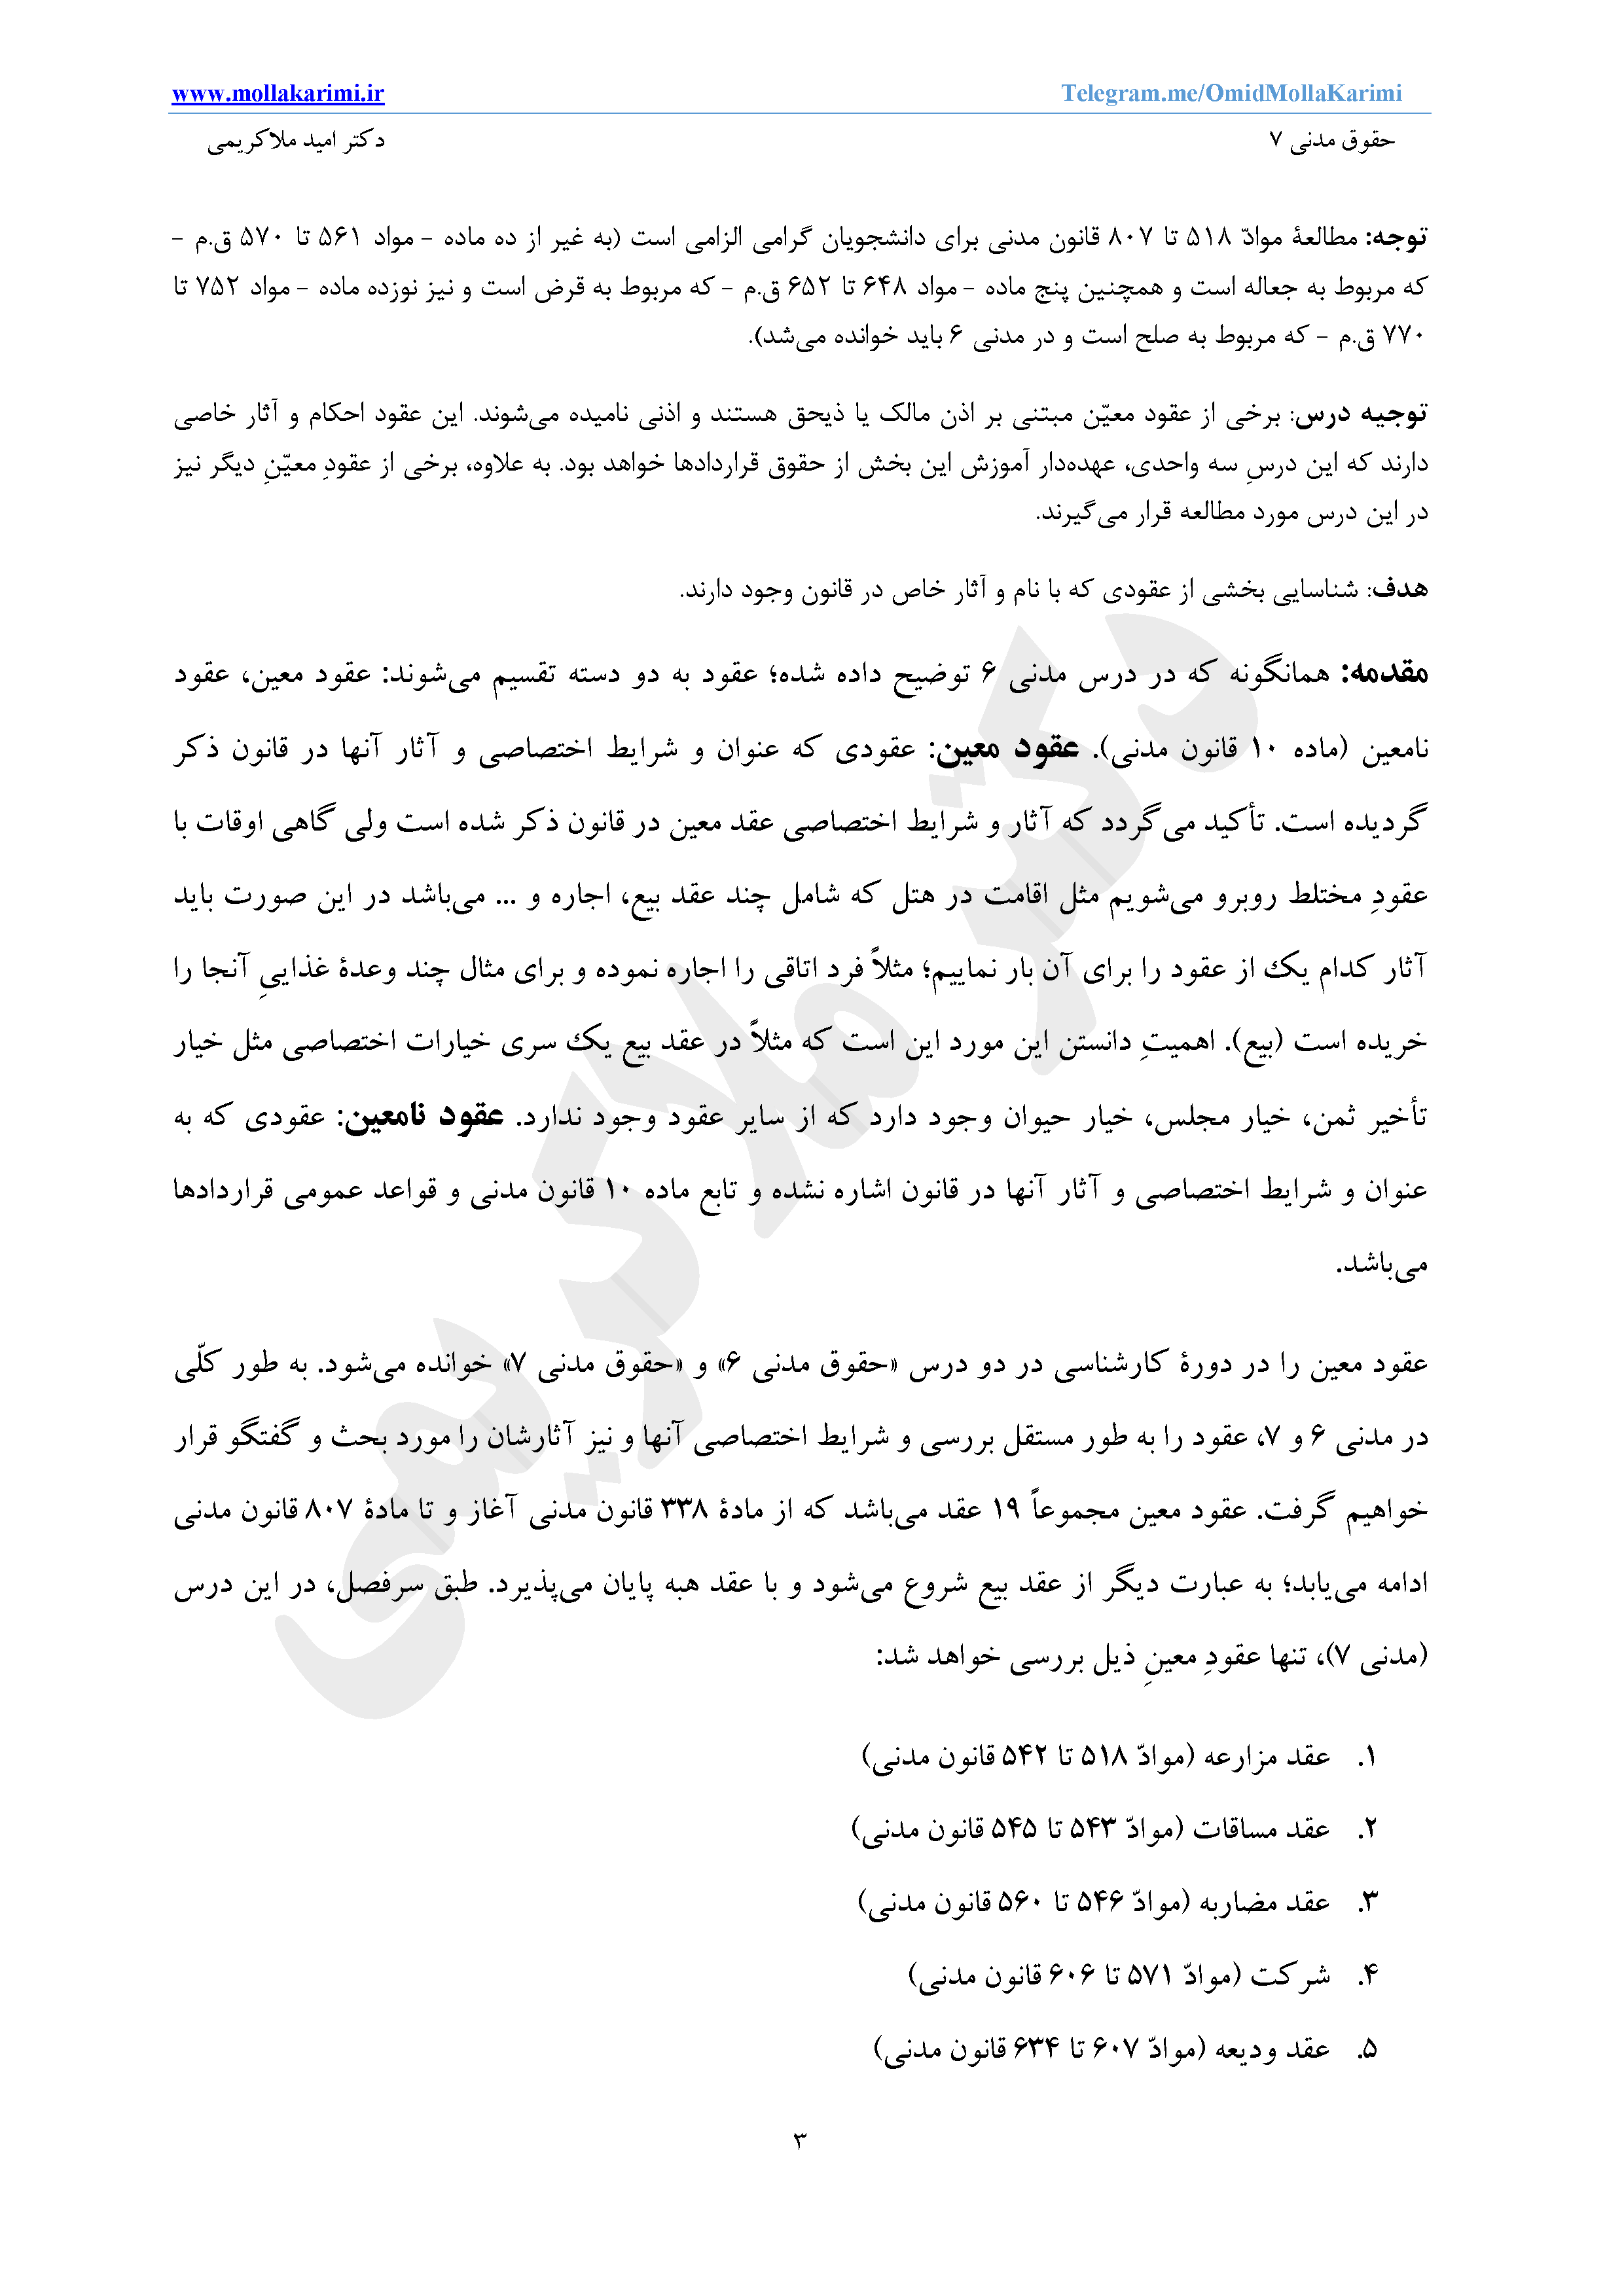 www.mollakarimi.ir Telegram.me/OmidMollaKarimi
حقوق مدنی ۷ دکتر امید ملاکریمی
توجه: مطالعۀ موادّ ۵۱۸ تا ۸۰۷ قانون مدنی برای دانشجویان گرامی الزامی است (به غیر از ده ماده – مواد ۵۶۱ تا ۵۷۰ ق.م –
که مربوط به جعاله است و همچنین پنج ماده – مواد ۶۴۸ تا ۶۵۲ ق.م – که مربوط به قرض است و نیز نوزده ماده – مواد ۷۵۲ تا
۷۷۰ ق.م – که مربوط به صلح است و در مدنی ۶ باید خوانده می‌شد).
توجیه درس: برخی از عقود معیّن مبتنی بر اذن مالک یا ذیحق هستند و اذنی نامیده می‌شوند. این عقود احکام و آثار خاصی
دارند که این درسِ سه واحدی، عهده‌دار آموزش این بخش از حقوق قراردادها خواهد بود. به علاوه، برخی از عقودِ معیّنِ دیگر نیز
در این درس مورد مطالعه قرار می‌گیرند.
هدف: شناسایی بخشی از عقودی که با نام و آثار خاص در قانون وجود دارند.
مقدمه: همانگونه که در درس مدنی ۶ توضیح داده شده؛ عقود به دو دسته تقسیم می‌شوند: عقود معین، عقود
نامعین (ماده ۱۰ قانون مدنی). عقود معین: عقودی که عنوان و شرایط اختصاصی و آثار آنها در قانون ذکر
گردیده است. تأکید می‌گردد که آثار و شرایط اختصاصی عقد معین در قانون ذکر شده است ولی گاهی اوقات با
عقودِ مختلط روبرو می‌شویم مثل اقامت در هتل که شامل چند عقد بیع، اجاره و ... می‌باشد در این صورت باید
آثار کدام یک از عقود را برای آن بار نماییم؛ مثلاً فرد اتاقی را اجاره نموده و برای مثال چند وعدۀ غذاییِ آنجا را
خریده است (بیع). اهمیتِ دانستن این مورد این است که مثلاً در عقد بیع یک سری خیارات اختصاصی مثل خیار
تأخیر ثمن، خیار مجلس، خیار حیوان وجود دارد که از سایر عقود وجود ندارد. عقود نامعین: عقودی که به
عنوان و شرایط اختصاصی و آثار آنها در قانون اشاره نشده و تابع ماده ۱۰ قانون مدنی و قواعد عمومی قراردادها
می‌باشد.
عقود معین را در دورۀ کارشناسی در دو درس «حقوق مدنی ۶» و «حقوق مدنی ۷» خوانده می‌شود. به طور کلّی
در مدنی ۶ و ۷، عقود را به طور مستقل بررسی و شرایط اختصاصی آنها و نیز آثارشان را مورد بحث و گفتگو قرار
خواهیم گرفت. عقود معین مجموعاً ۱۹ عقد می‌باشد که از مادۀ ۳۳۸ قانون مدنی آغاز و تا مادۀ ۸۰۷ قانون مدنی
ادامه می‌یابد؛ به عبارت دیگر از عقد بیع شروع می‌شود و با عقد هبه پایان می‌پذیرد. طبق سرفصل، در این درس
(مدنی ۷)، تنها عقودِ معینِ ذیل بررسی خواهد شد:
۱. عقد مزارعه (موادّ ۵۱۸ تا ۵۴۲ قانون مدنی)
۲. عقد مساقات (موادّ ۵۴۳ تا ۵۴۵ قانون مدنی)
۳. عقد مضاربه (موادّ ۵۴۶ تا ۵۶۰ قانون مدنی)
۴. شرکت (موادّ ۵۷۱ تا ۶۰۶ قانون مدنی)
۵. عقد ودیعه (موادّ ۶۰۷ تا ۶۳۴ قانون مدنی)
۳
دکتر ملاکریمی